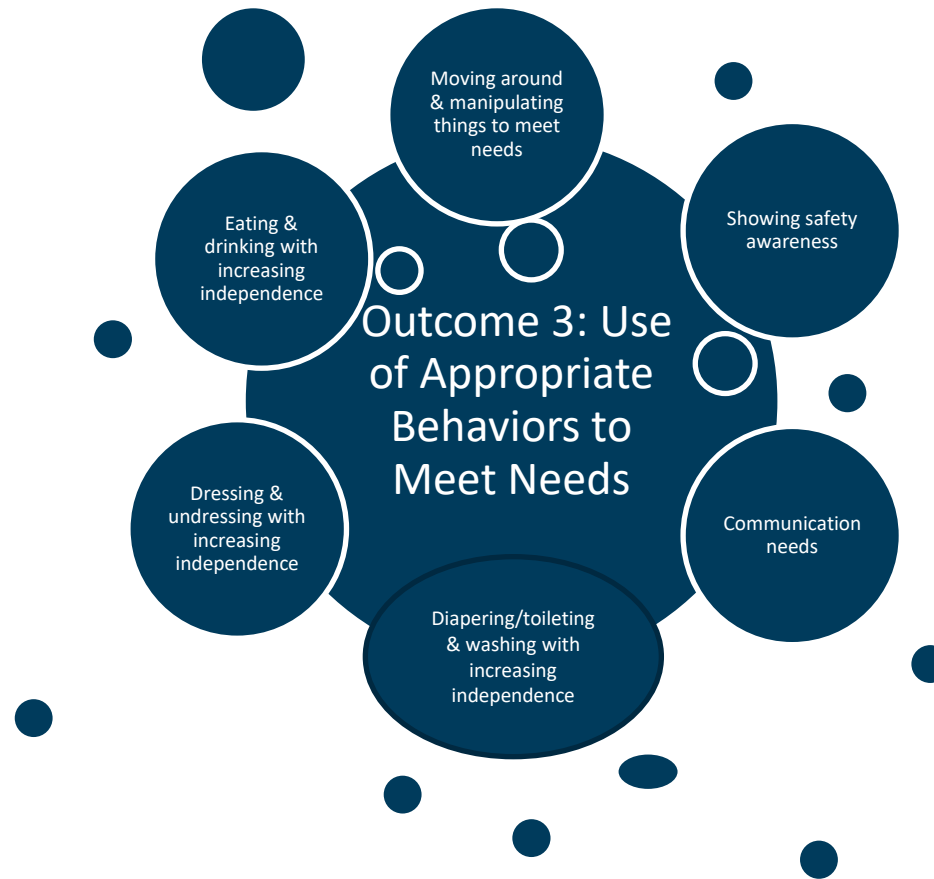 Moving around
& manipulating
things to meet
needs
Showing safety
awareness
Eating &
drinking with
increasing
independence
Outcome 3: Use
of Appropriate
Behaviors to
Meet Needs
Dressing &
undressing with
increasing
independence
Communication
needs
Diapering/toileting
& washing with
increasing
independence